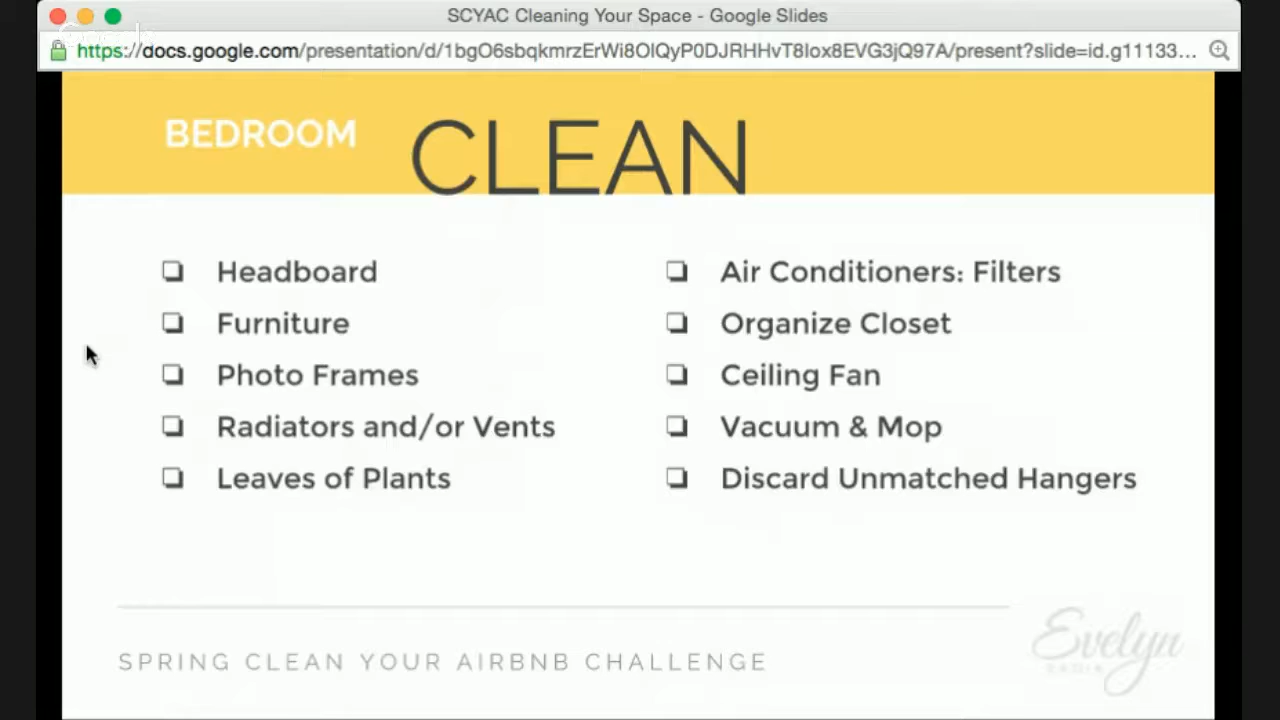 SCYAC Cleaning Your Space - Google Slides
https://docs.google.com/presentation/d/1bgO6sbqkmrzErWi8OlQyP0DJRHHvT8lox8EVG3jQ97A/present?slide=id.g11133...
BEDROOM CLEAN
❏ Headboard
❏ Furniture
❏ Photo Frames
❏ Radiators and/or Vents
❏ Leaves of Plants
❏ Air Conditioners: Filters
❏ Organize Closet
❏ Ceiling Fan
❏ Vacuum & Mop
❏ Discard Unmatched Hangers
SPRING CLEAN YOUR AIRBNB CHALLENGE
Evelyn